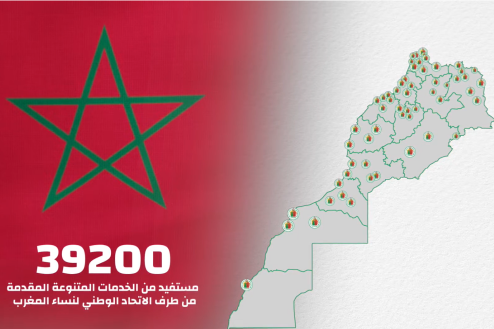 39200
مستفيد من الخدمات المتنوعة المقدمة
من طرف الاتحاد الوطني لنساء المغرب